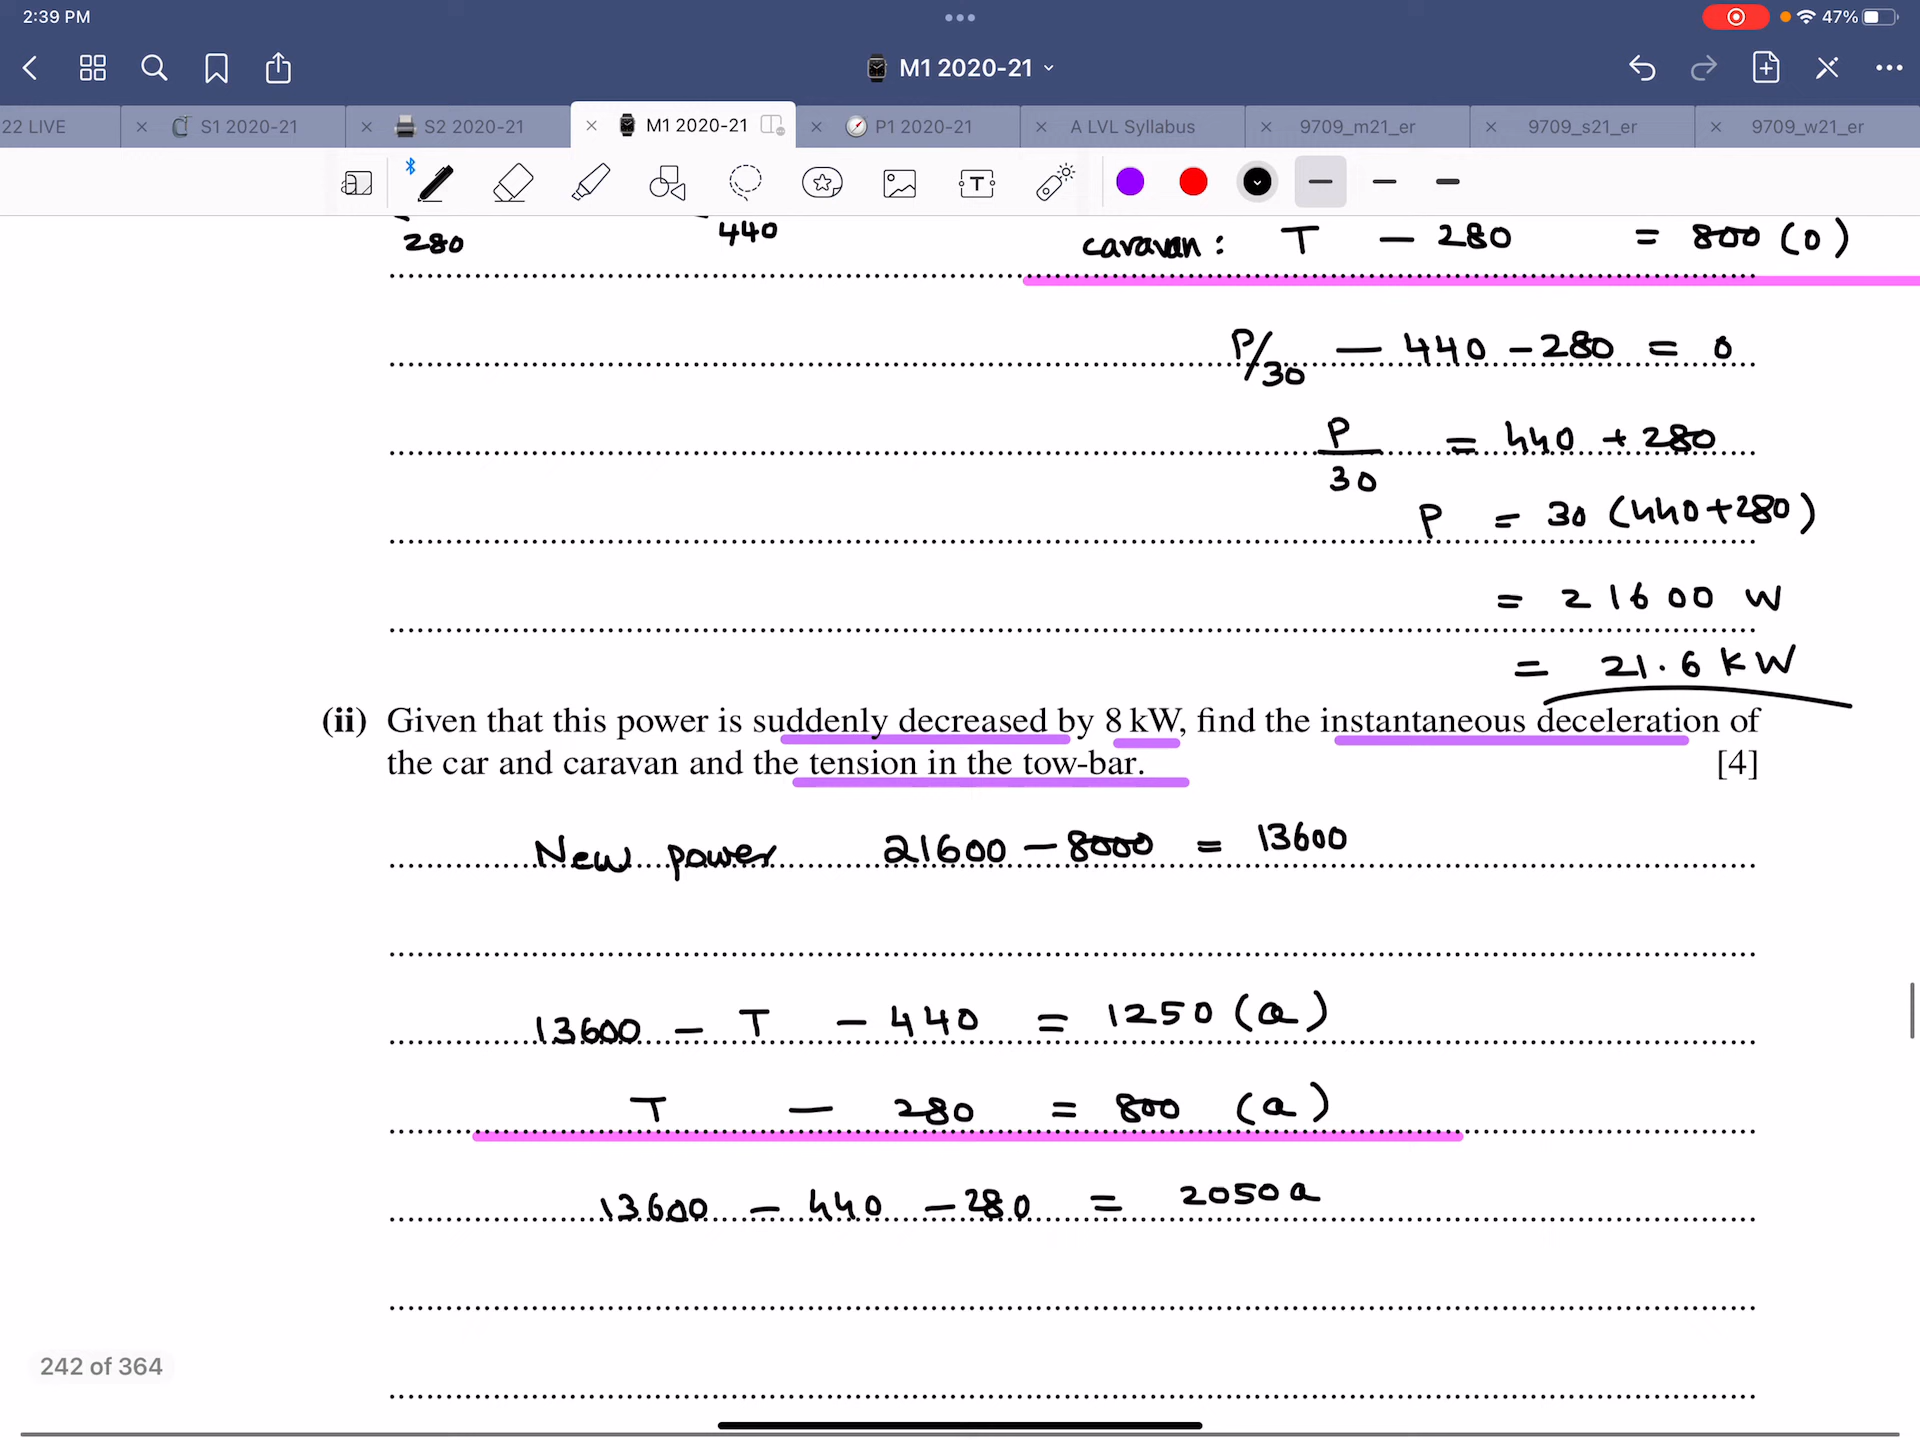 2:39 PM
47%
M1 2020-21
22 LIVE
S1 2020-21
S2 2020-21
M1 2020-21
P1 2020-21
A LVL Syllabus
9709_m21_er
9709_s21_er
9709_w21_er
280
440
caravan : T - 280 = 800 (0)
P/30 - 440 - 280 = 0
P/30 = 440 + 280
P = 30 (440+280)
= 21600 W
= 21.6 kW
(ii) Given that this power is suddenly decreased by 8 kW, find the instantaneous deceleration of
the car and caravan and the tension in the tow-bar. [4]
New power 21600 - 8000 = 13600
13600 - T - 440 = 1250 (a)
T - 280 = 800 (a)
13600 - 440 - 280 = 2050a
242 of 364